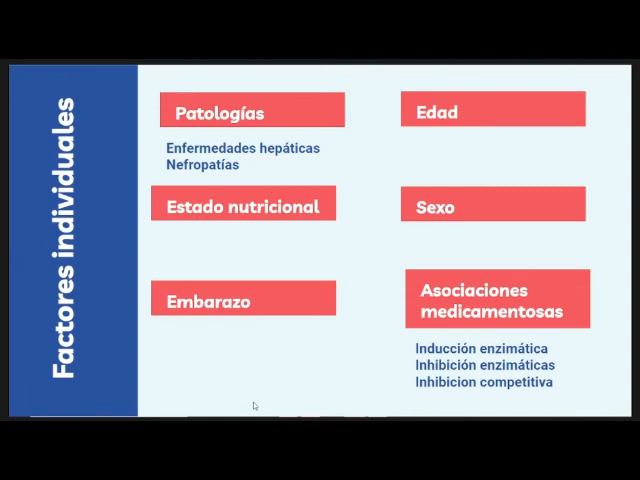 Factores individuales
Patologías
Enfermedades hepáticas
Nefropatías
Estado nutricional
Embarazo
Edad
Sexo
Asociaciones
medicamentosas
Inducción enzimática
Inhibición enzimáticas
Inhibicion competitiva